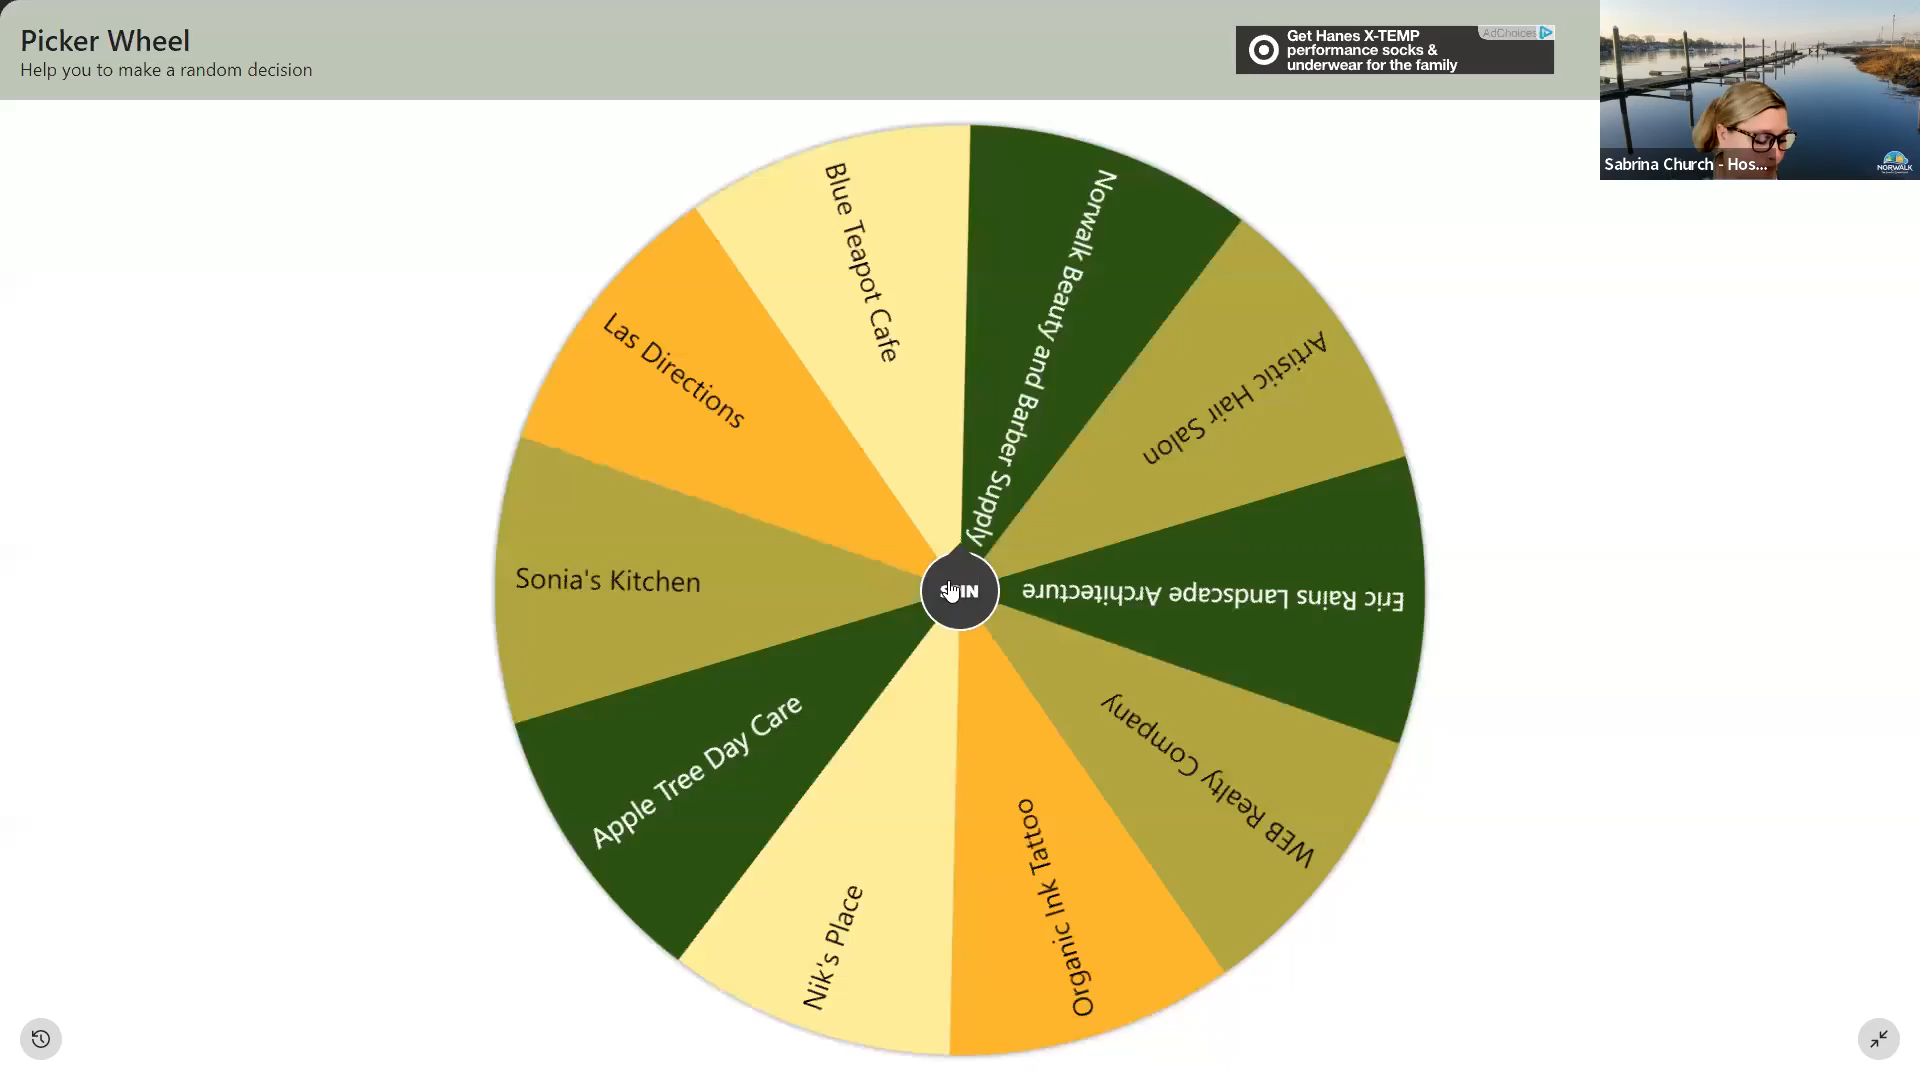 Picker Wheel
Help you to make a random decision
Get Hanes X-TEMP
performance socks &
underwear for the family
AdChoices
Sabrina Church - Hos...
NORWALK
Blue Teapot Cafe
Norwalk Beauty and Barber Supply
Artistic Hair Salon
Eric Rains Landscape Architecture
WEB Realty Company
Organic Ink Tattoo
Nik's Place
Apple Tree Day Care
Sonia's Kitchen
Las Directions
SPIN